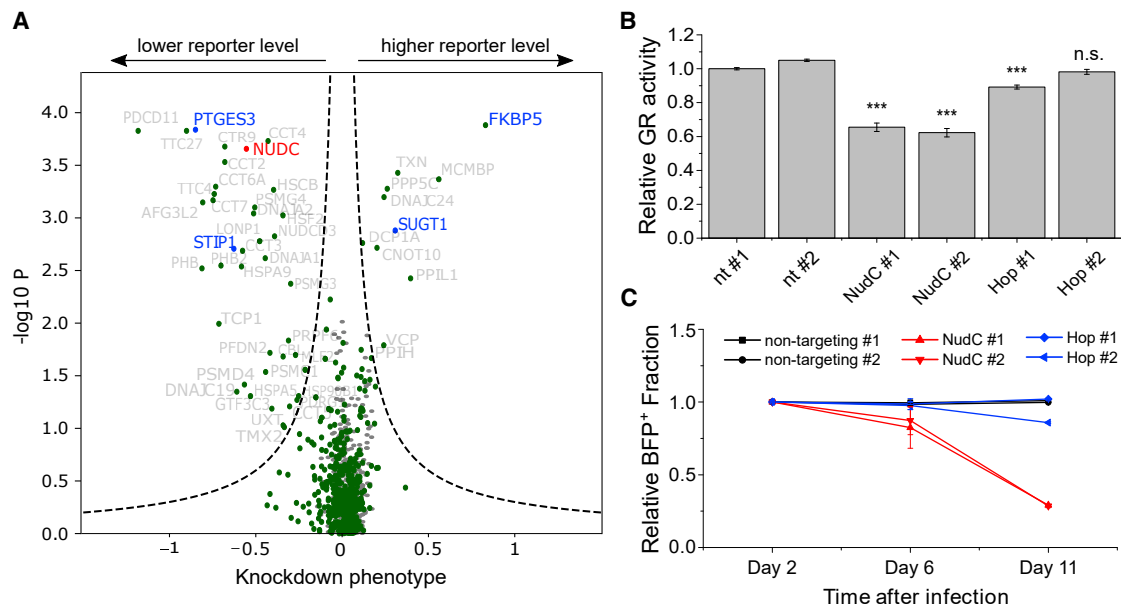 A
lower reporter level
higher reporter level
-log10 P
4.0
3.5
3.0
2.5
2.0
1.5
1.0
0.5
0.0
PDCD11
PTGES3
FKBP5
TTC27
CTR9
CCT4
NUDC
CCT2
TXN
MCMBP
CCT6A
HSCB
PPP5C
TTC4
PSMG4
DNAJC24
AFG3L2
CCT7
DNAJA2
HSF2
SUGT1
LONP1
NUDCD3
DCP1A
STIP1
CCT3
CNOT10
PHB
PHB2
DNAJA1
HSPA9
PPIL1
PSMG3
TCP1
VCP
PFDN2
CBL
PPIH
PSMD4
PSMG1
DNAJC19
HSPA5
GTF3C3
UXT
TMX2
−1
−0.5
0
0.5
1
Knockdown phenotype
B
Relative GR activity
1.2
1.0
0.8
0.6
0.4
0.2
0.0
***
***
***
n.s.
nt #1
nt #2
NudC #1
NudC #2
Hop #1
Hop #2
C
Relative BFP+ Fraction
1.5
1.0
0.5
0.0
non-targeting #1
non-targeting #2
NudC #1
NudC #2
Hop #1
Hop #2
Day 2
Day 6
Day 11
Time after infection